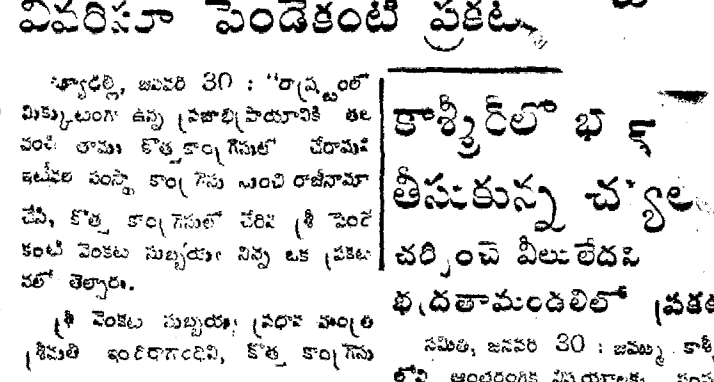 వివరిస్తూ పెండేకంటి ప్రకటన
న్యూఢిల్లీ, జనవరి 30 : "రాష్ట్రంలో
మిక్కుటంగా ఉన్న ప్రజాభిప్రాయానికి తల
వంచి తాము కొత్త కాంగ్రెసులో చేరామని
ఇటీవల సంస్థా కాంగ్రెసు నుంచి రాజీనామా
చేసి, కొత్త కాంగ్రెసులో చేరిన శ్రీ పెండే
కంటి వెంకట సుబ్బయ్య నిన్న ఒక ప్రకట
నలో తెల్పారు.
శ్రీ వెంకట సుబ్బయ్య ప్రధాన మంత్రి
శ్రీమతి ఇందిరాగాంధిని, కొత్త కాంగ్రెసు
కాశ్మీర్‌లో
తీసుకున్న
చర్చించే వీలులేదని
భద్రతామండలిలో ప్రకట
సమితి, జనవరి 30 : జమ్ము కాశ్మీ
లోని ఆంతరంగిక